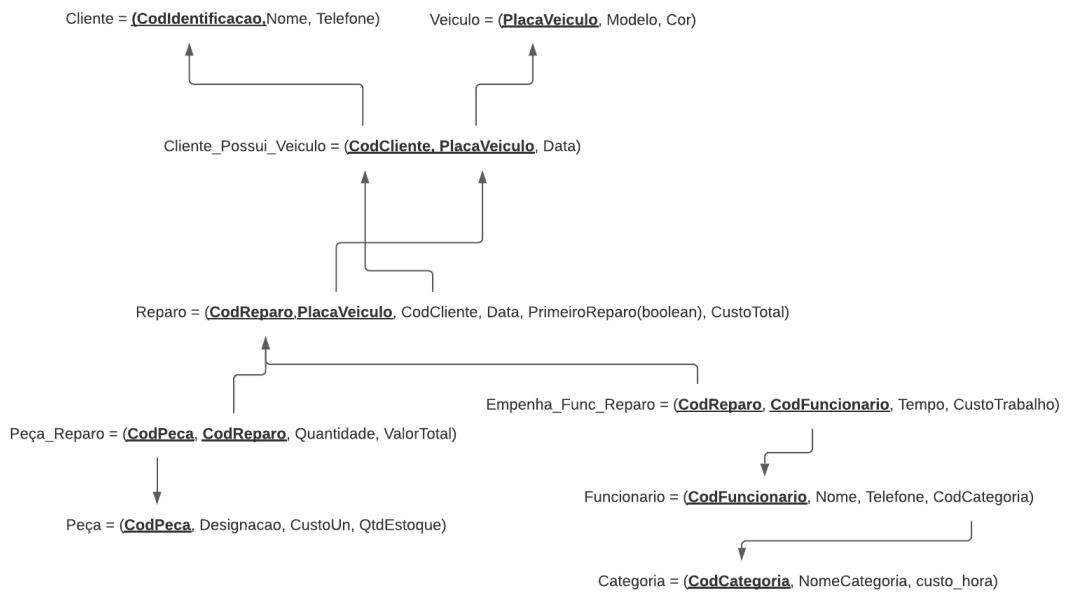 Cliente = (CodIdentificacao,Nome, Telefone)
Veiculo = (PlacaVeiculo, Modelo, Cor)
Cliente_Possui_Veiculo = (CodCliente, PlacaVeiculo, Data)
Reparo = (CodReparo,PlacaVeiculo, CodCliente, Data, PrimeiroReparo(boolean), CustoTotal)
Empenha_Func_Reparo = (CodReparo, CodFuncionario, Tempo, CustoTrabalho)
Peça_Reparo = (CodPeca, CodReparo, Quantidade, ValorTotal)
Funcionario = (CodFuncionario, Nome, Telefone, CodCategoria)
Peça = (CodPeca, Designacao, CustoUn, QtdEstoque)
Categoria = (CodCategoria, NomeCategoria, custo_hora)